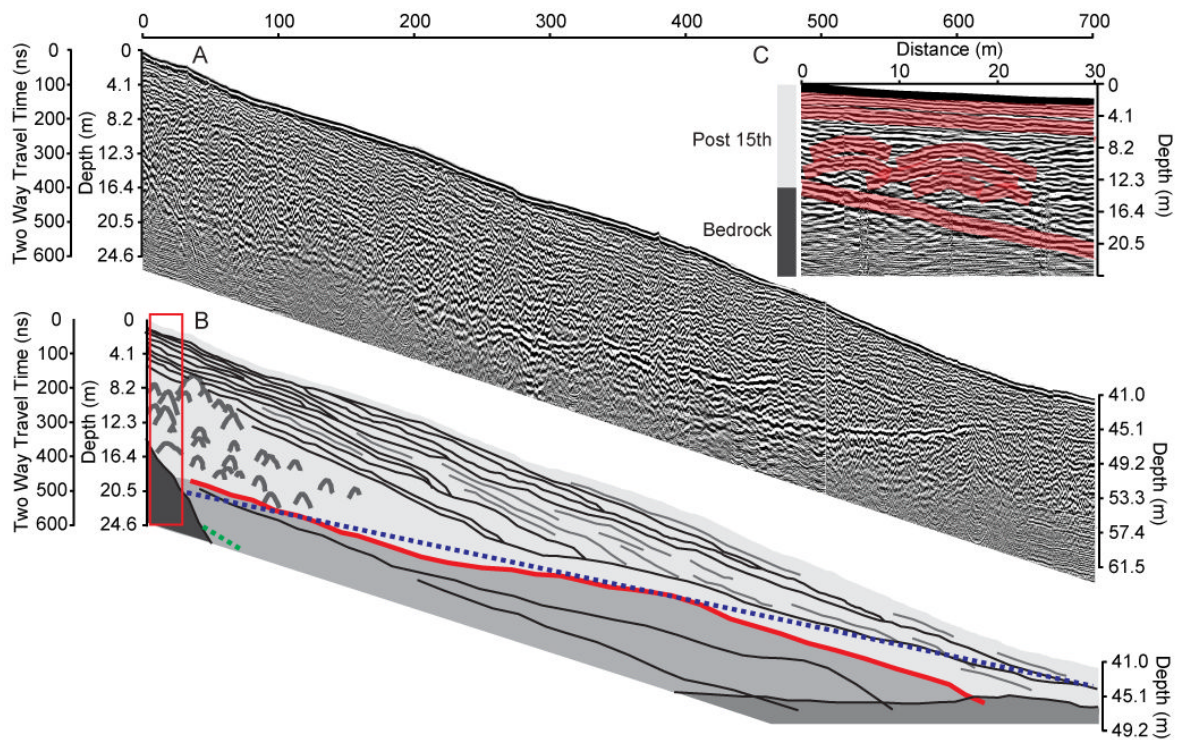 0 100 200 300 400 500 600 700
Distance (m)
A
C
Two Way Travel Time (ns)
0
100
200
300
400
500
600
Depth (m)
0
4.1
8.2
12.3
16.4
20.5
24.6
0 10 20 30
Post 15th
Bedrock
0
4.1
8.2
12.3
16.4
20.5
Depth (m)
41.0
45.1
49.2
53.3
57.4
61.5
Depth (m)
B
Two Way Travel Time (ns)
0
100
200
300
400
500
600
Depth (m)
0
4.1
8.2
12.3
16.4
20.5
24.6
41.0
45.1
49.2
Depth (m)